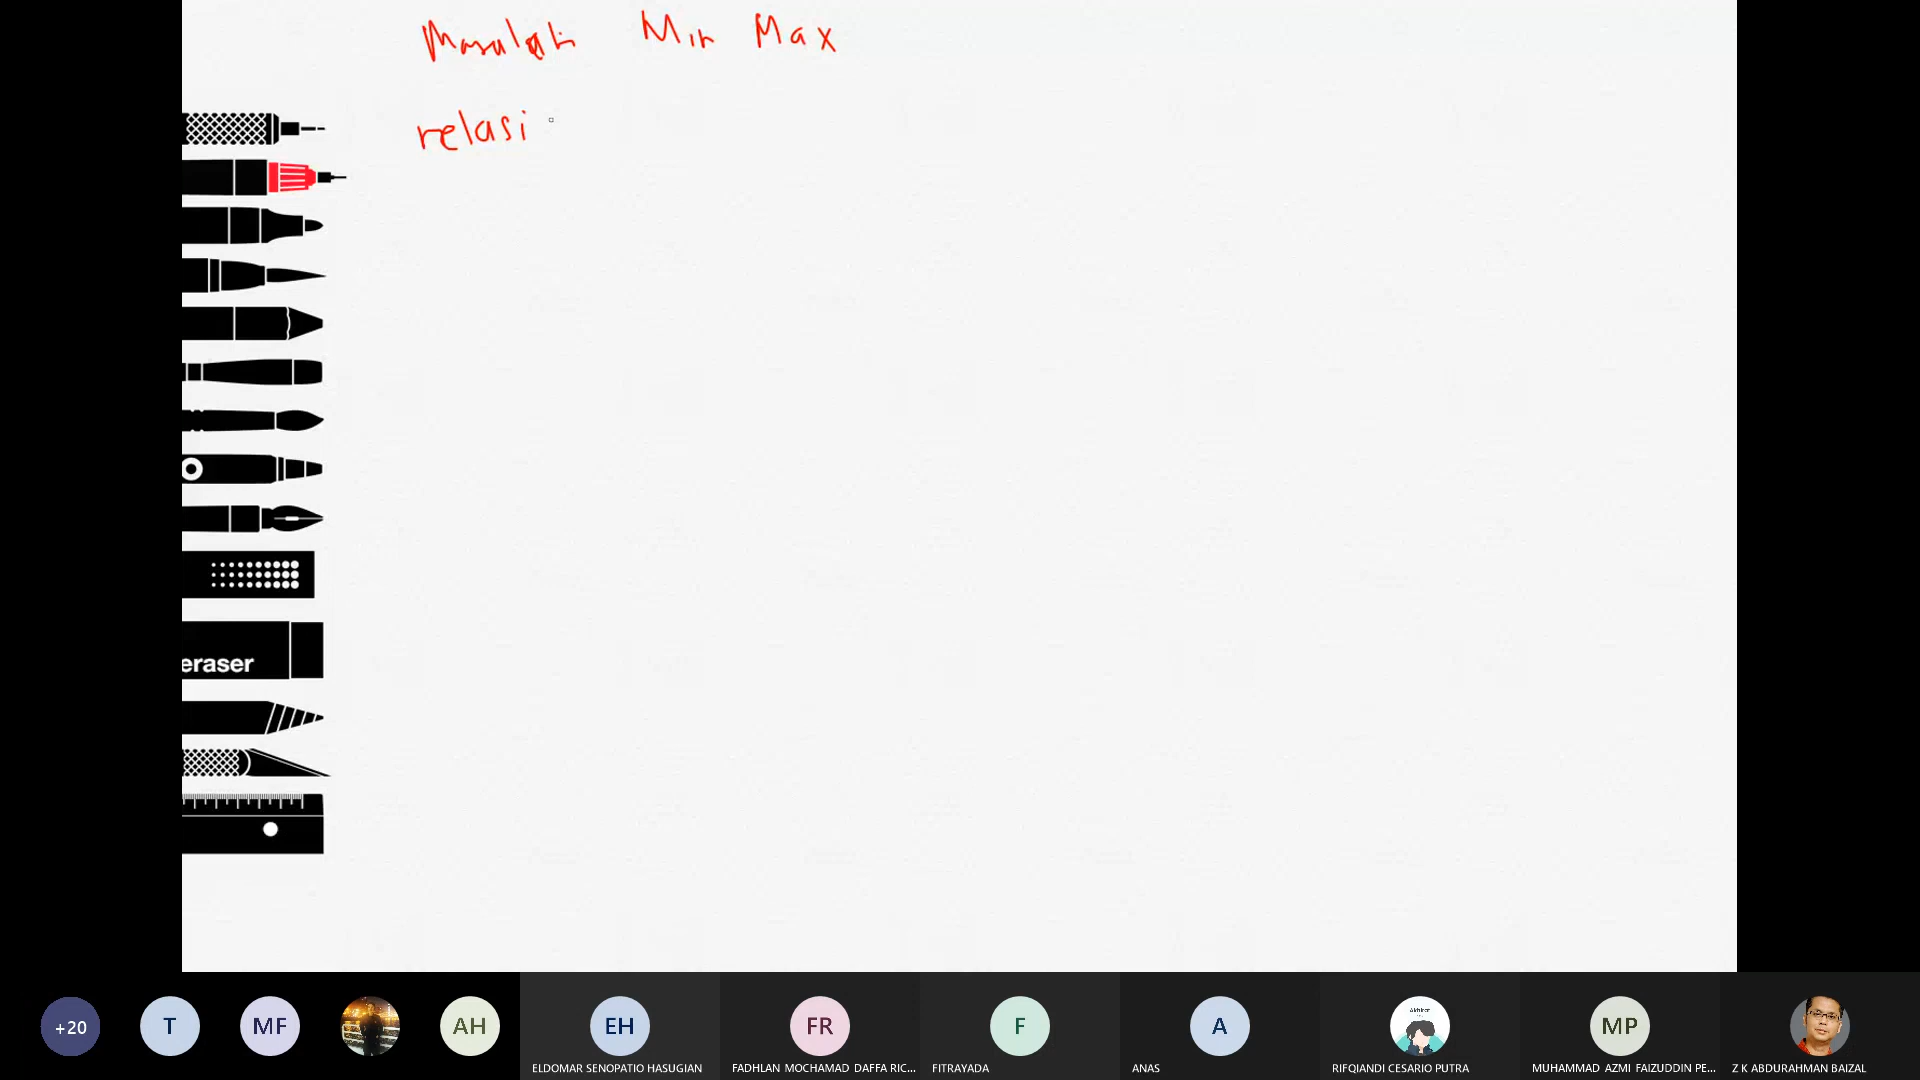 Masalah Min Max
relasi
eraser
+20 T MF AH EH FR F A MP
ELDOMAR SENOPATIO HASUGIAN FADHLAN MOCHAMAD DAFFA RIC... FITRAYADA ANAS RIFQIANDI CESARIO PUTRA MUHAMMAD AZMI FAIZUDDIN PE... Z K ABDURAHMAN BAIZAL